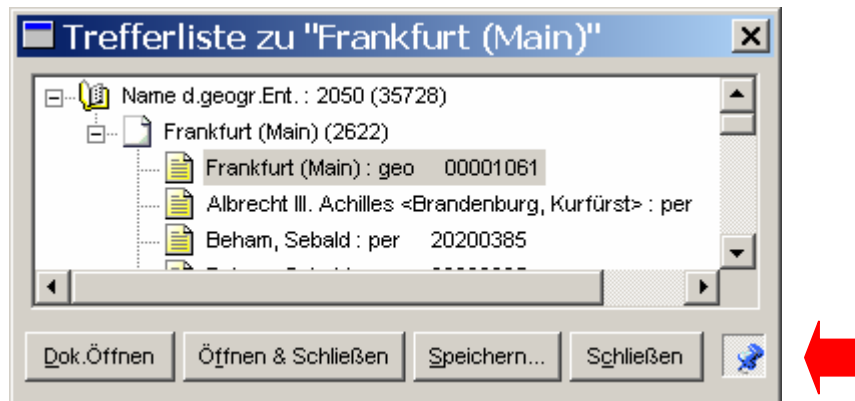 Trefferliste zu "Frankfurt (Main)"
Name d.geogr.Ent. : 2050 (35728)
Frankfurt (Main) (2622)
Frankfurt (Main) : geo 00001061
Albrecht III. Achilles <Brandenburg, Kurfürst> : per
Beham, Sebald : per 20200385
Dok.Öffnen Öffnen & Schließen Speichern... Schließen